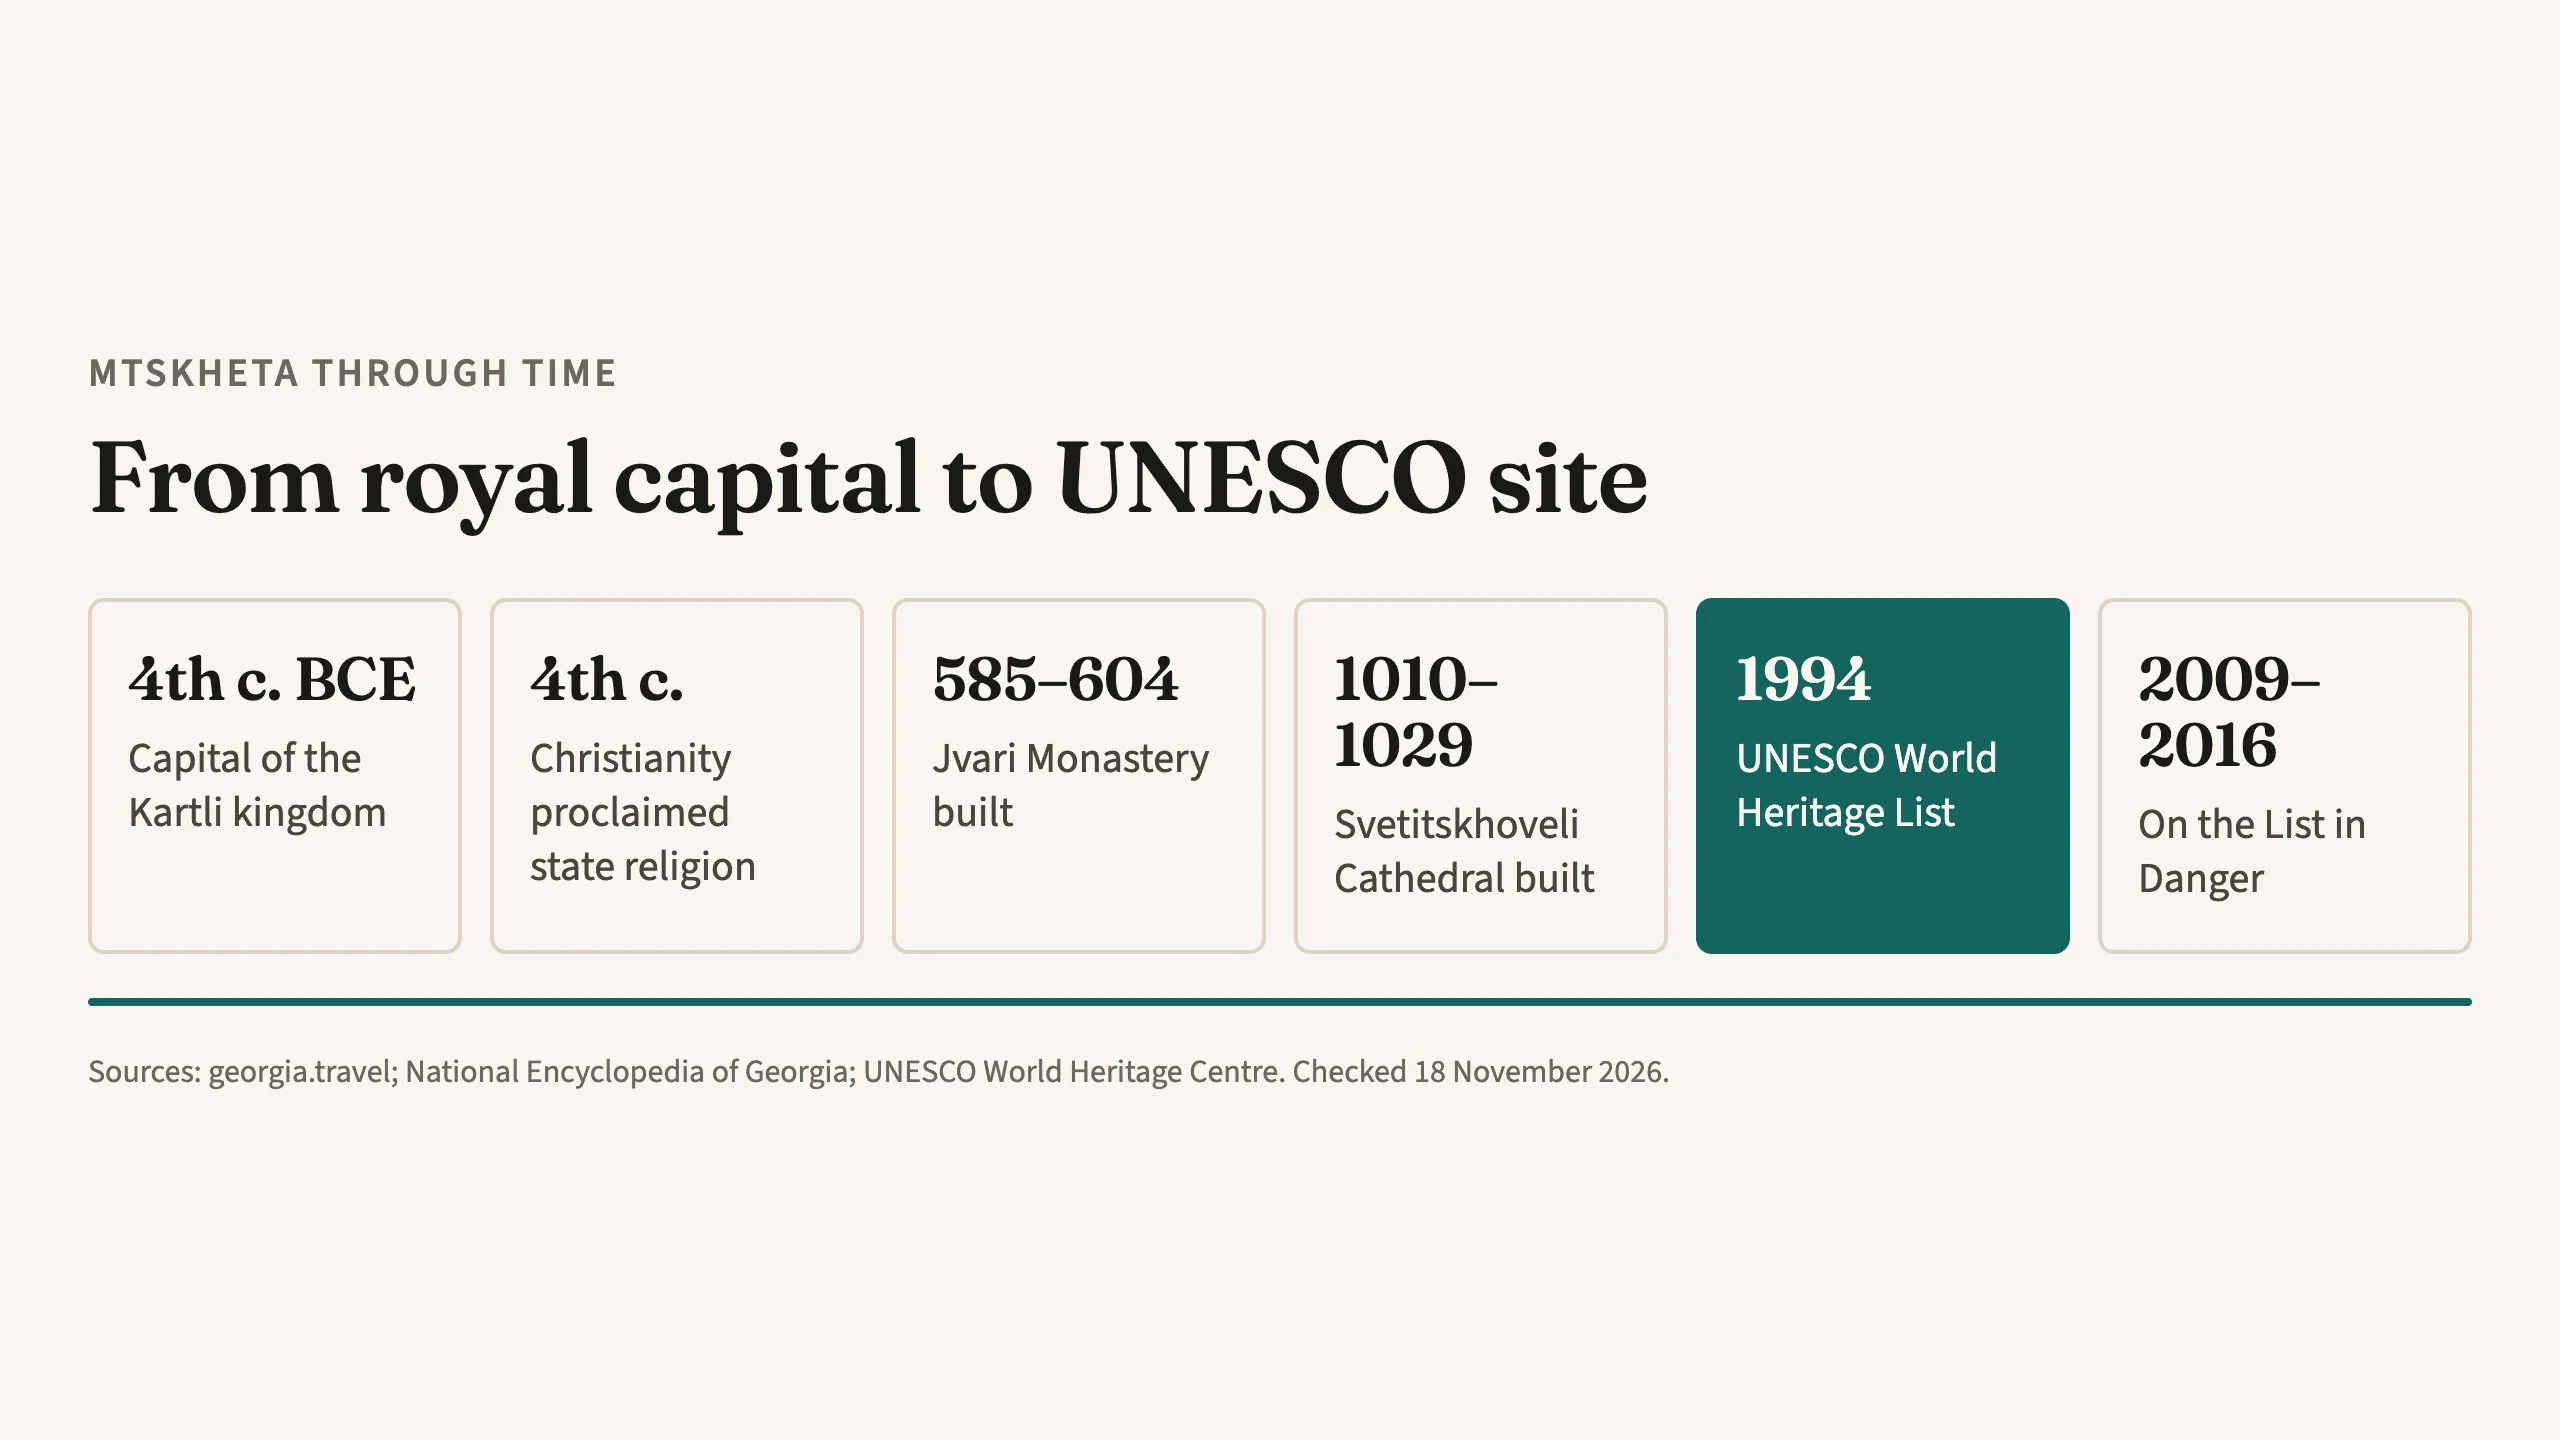 MTSKHETA THROUGH TIME
From royal capital to UNESCO site
4th c. BCE
Capital of the
Kartli kingdom
4th c.
Christianity
proclaimed
state religion
585–604
Jvari Monastery
built
1010–
1029
Svetitskhoveli
Cathedral built
1994
UNESCO World
Heritage List
2009–
2016
On the List in
Danger
Sources: georgia.travel; National Encyclopedia of Georgia; UNESCO World Heritage Centre. Checked 18 November 2026.